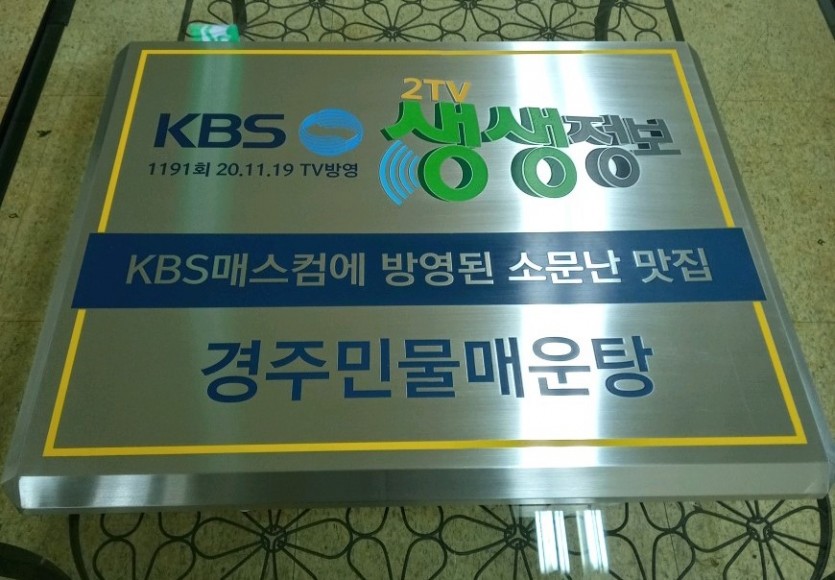 2TV
KBS 생생정보
1191회 20.11.19 TV방영
KBS매스컴에 방영된 소문난 맛집
경주민물매운탕